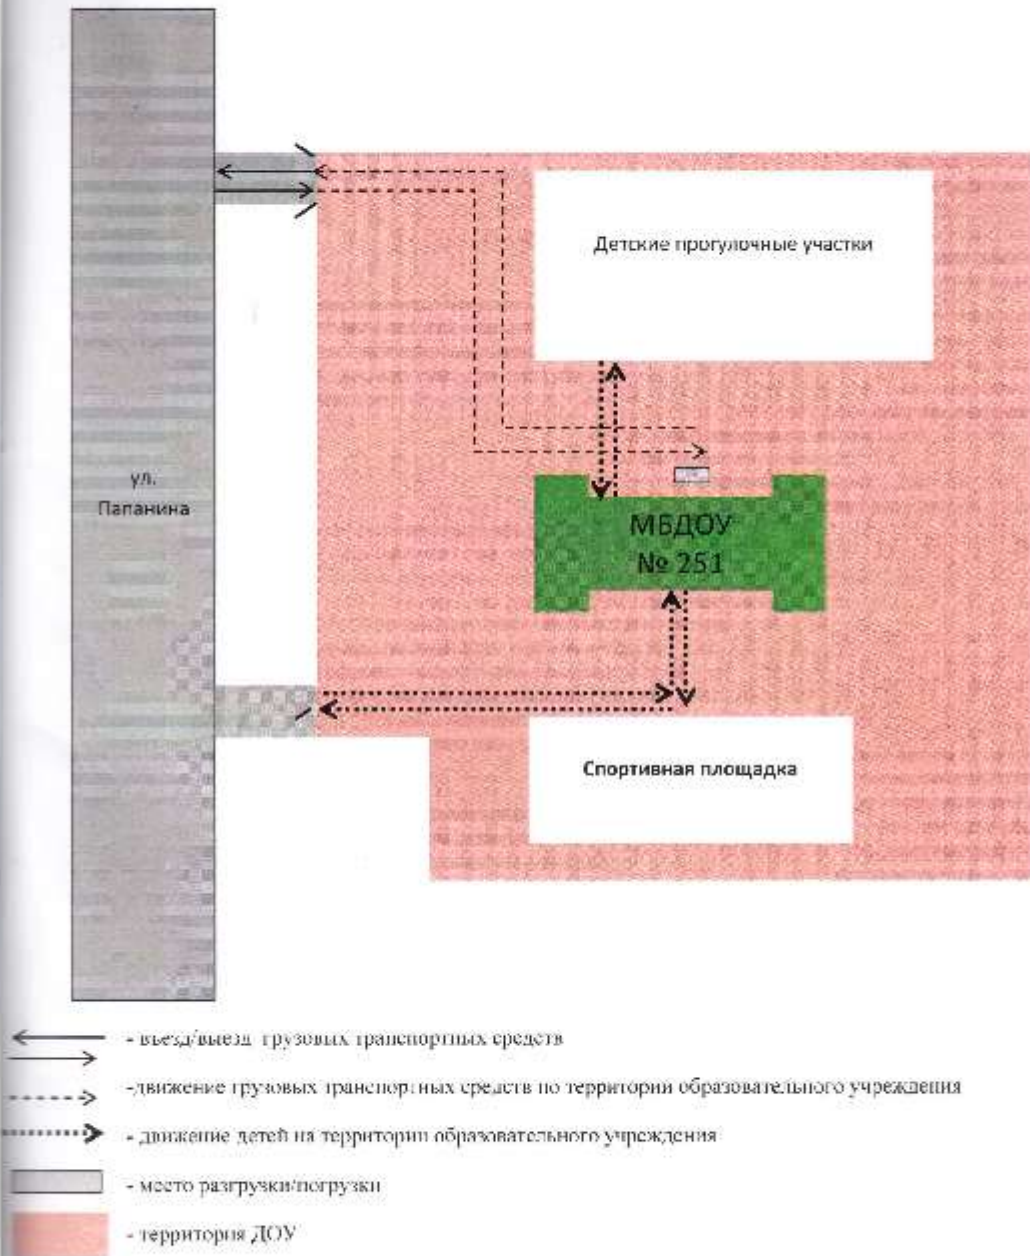 Детские прогулочные участки
ул.
Папанина
МБДОУ
№ 251
Спортивная площадка
- въезд/выезд грузовых транспортных средств
-движение грузовых транспортных средств по территории образовательного учреждения
- движение детей на территории образовательного учреждения
- место разгрузки/погрузки
- территория ДОУ